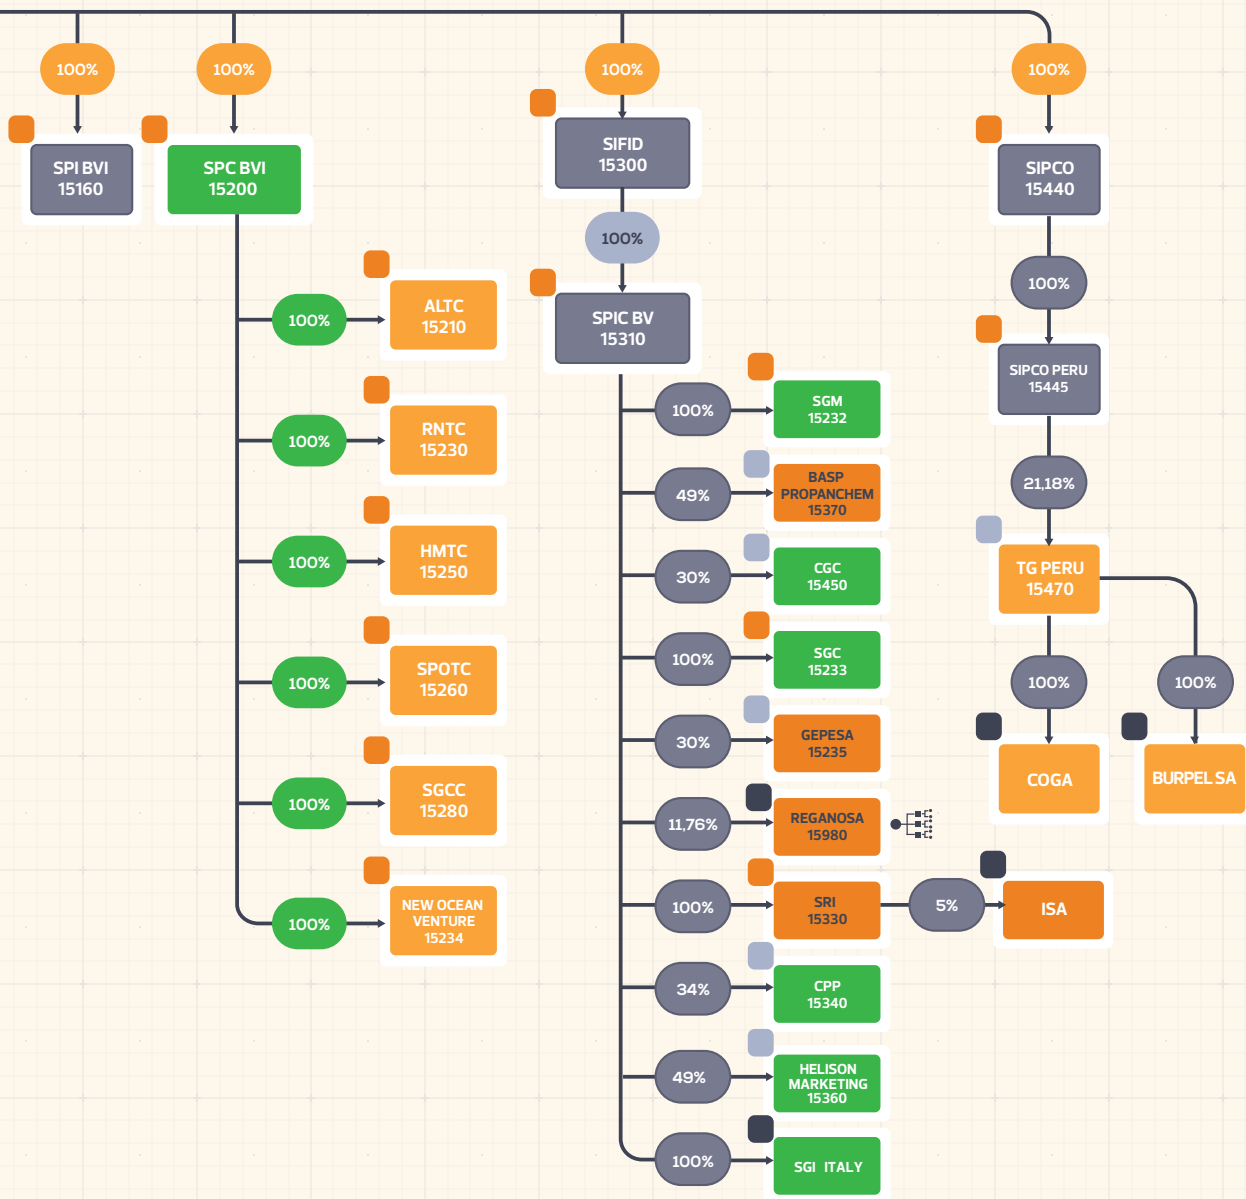 100%
100%
100%
100%
SPI BVI
15160
SPC BVI
15200
SIFID
15300
SIPCO
15440
100%
100%
SPIC BV
15310
100%
ALTC
15210
SIPCO PERU
15445
100%
SGM
15232
100%
RNTC
15230
49%
BASP
PROPANCHEM
15370
21,18%
TG PERU
15470
100%
HMTC
15250
30%
CGC
15450
100%
SGC
15233
100%
SPOTC
15260
100%
100%
30%
GEPESA
15235
COGA
BURPEL SA
100%
SGCC
15280
11,76%
REGANOSA
15980
100%
NEW OCEAN
VENTURE
15234
100%
SRI
15330
5%
ISA
34%
CPP
15340
49%
HELISON
MARKETING
15360
100%
SGI ITALY